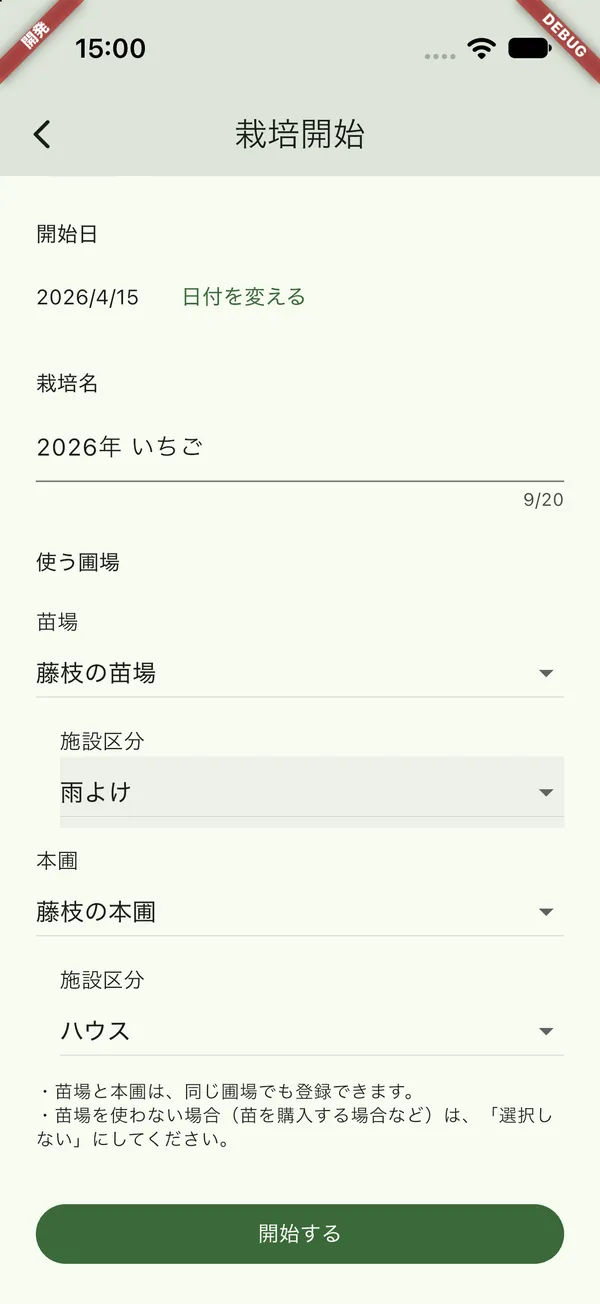 開発
DEBUG
15:00
栽培開始
開始日
2026/4/15 日付を変える
栽培名
2026年 いちご
9/20
使う圃場
苗場
藤枝の苗場
施設区分
雨よけ
本圃
藤枝の本圃
施設区分
ハウス
・苗場と本圃は、同じ圃場でも登録できます。
・苗場を使わない場合（苗を購入する場合など）は、「選択し
ない」にしてください。
開始する